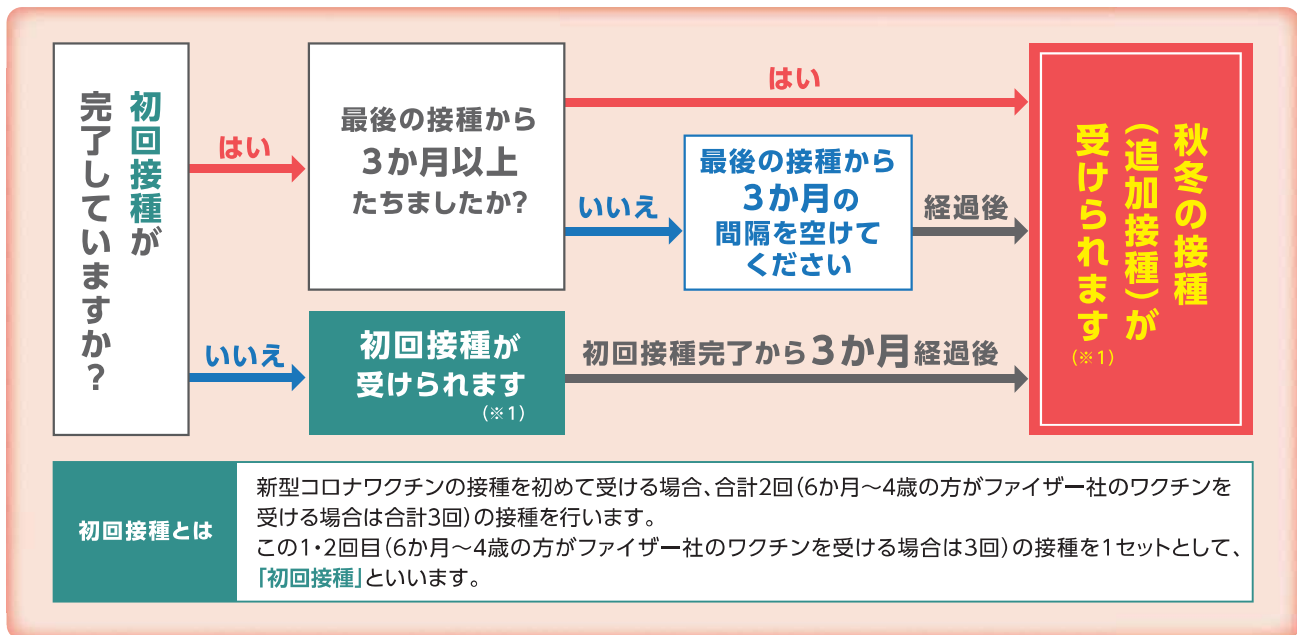 初回接種が
完了していますか？
はい
いいえ
最後の接種から
3か月以上
たちましたか？
はい
いいえ
最後の接種から
3か月の
間隔を空けて
ください
経過後
初回接種が
受けられます
（※1）
初回接種完了から3か月経過後
秋冬の接種
（追加接種）が
受けられます
（※1）
初回接種とは
新型コロナワクチンの接種を初めて受ける場合、合計2回（6か月～4歳の方がファイザー社のワクチンを
受ける場合は合計3回）の接種を行います。
この1・2回目（6か月～4歳の方がファイザー社のワクチンを受ける場合は3回）の接種を1セットとして、
「初回接種」といいます。